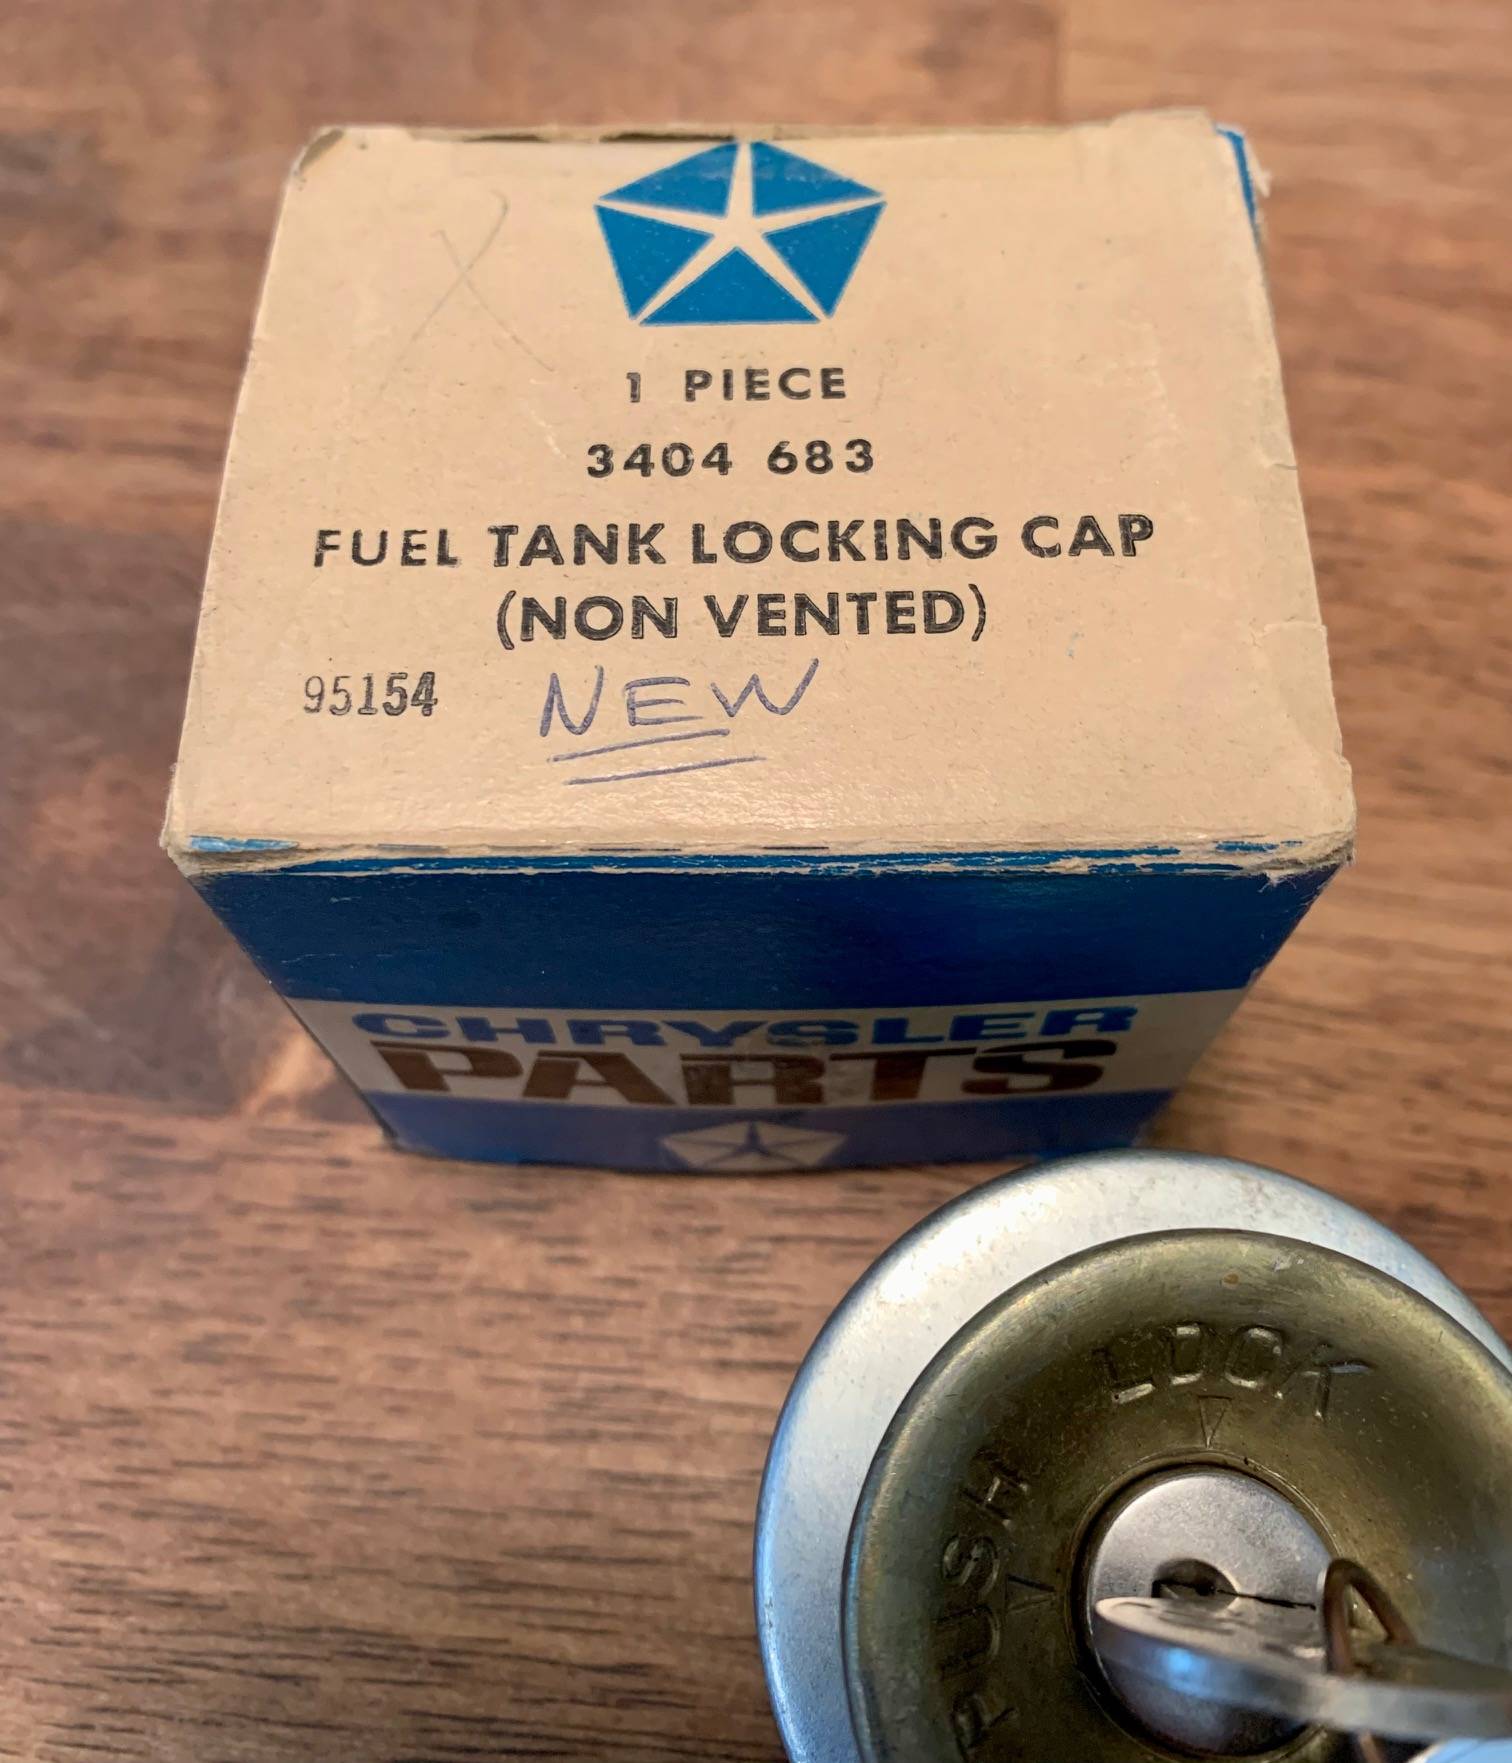 1 PIECE
3404 683
FUEL TANK LOCKING CAP
(NON VENTED)
95154 NEW
CHRYSLER
PARTS
LOCK
PUSH